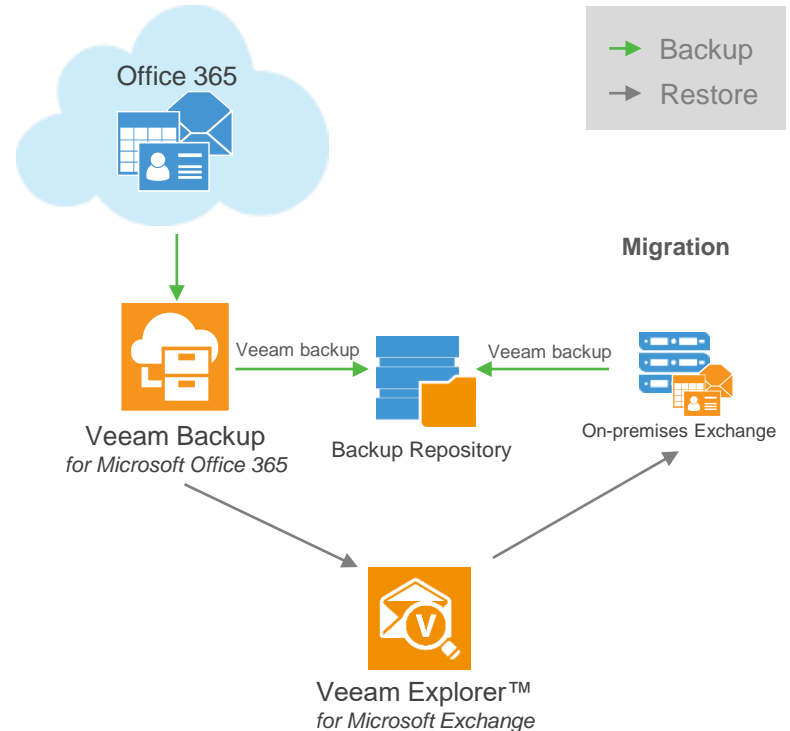 Office 365
Backup
Restore
Migration
Veeam backup
Veeam backup
Veeam Backup
for Microsoft Office 365
Backup Repository
On-premises Exchange
V
Veeam Explorer™
for Microsoft Exchange